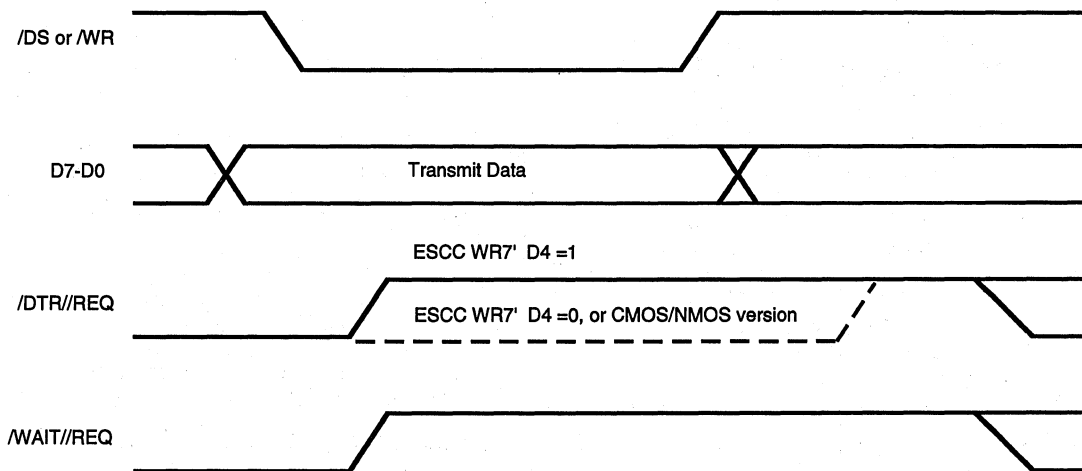 /DS or /WR
D7-D0
Transmit Data
ESCC WR7' D4 =1
/DTR//REQ
ESCC WR7' D4 =0, or CMOS/NMOS version
/WAIT//REQ